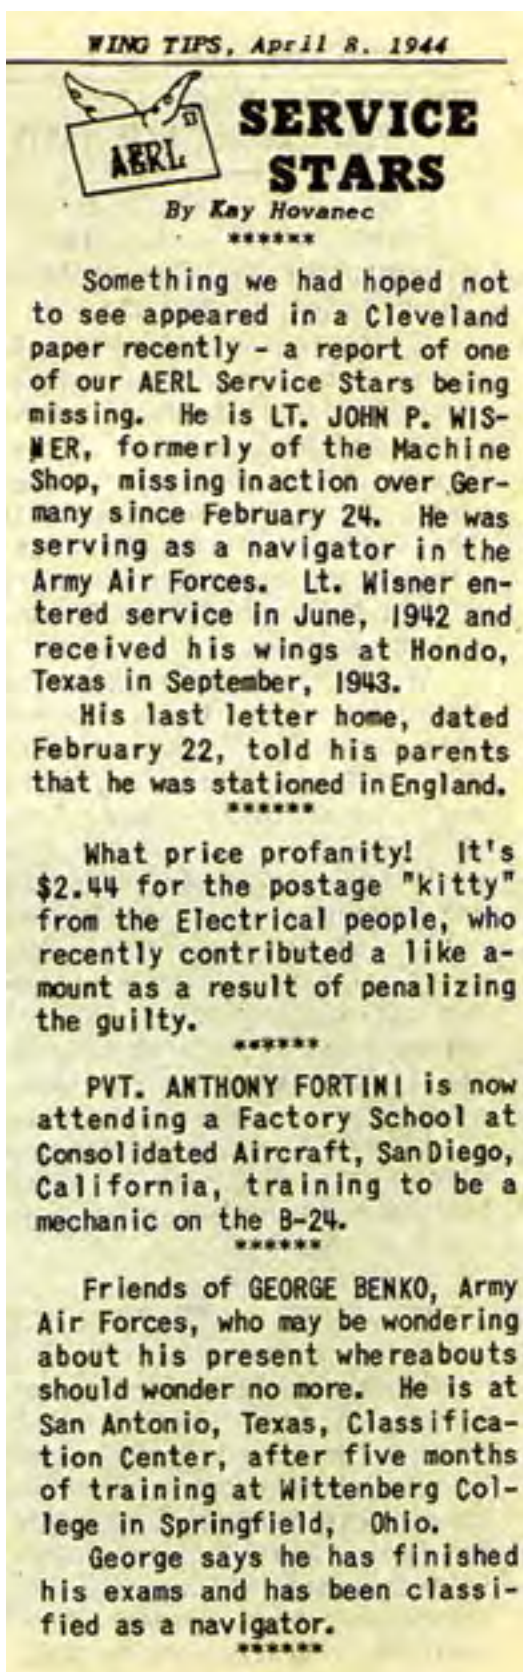 WING TIPS, April 8, 1944
AERL
SERVICE
STARS
By Kay Hovanec
******
Something we had hoped not
to see appeared in a Cleveland
paper recently - a report of one
of our AERL Service Stars being
missing. He is LT. JOHN P. WIS-
NER, formerly of the Machine
Shop, missing inaction over Ger-
many since February 24. He was
serving as a navigator in the
Army Air Forces. Lt. Wisner en-
tered service in June, 1942 and
received his wings at Hondo,
Texas in September, 1943.
His last letter home, dated
February 22, told his parents
that he was stationed in England.
******
What price profanity! It's
$2.44 for the postage "kitty"
from the Electrical people, who
recently contributed a like a-
mount as a result of penalizing
the guilty.
******
PVT. ANTHONY FORTINI is now
attending a Factory School at
Consolidated Aircraft, San Diego,
California, training to be a
mechanic on the B-24.
******
Friends of GEORGE BENKO, Army
Air Forces, who may be wondering
about his present whereabouts
should wonder no more. He is at
San Antonio, Texas, Classifica-
tion Center, after five months
of training at Wittenberg Col-
lege in Springfield, Ohio.
George says he has finished
his exams and has been classi-
fied as a navigator.
******